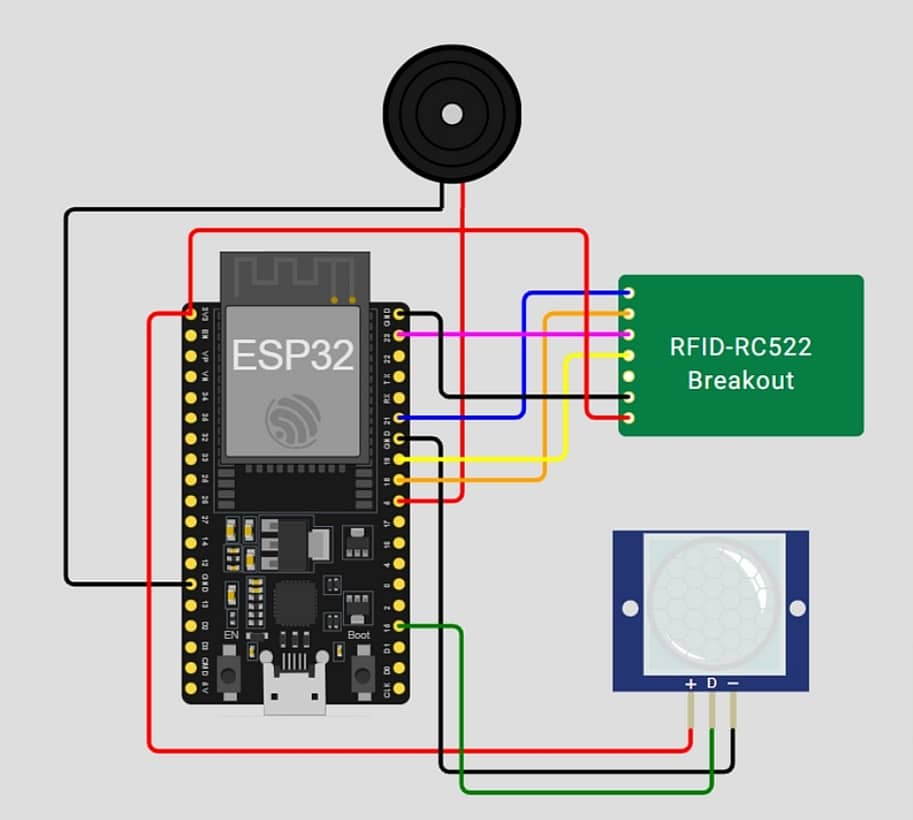 ESP32
3V3
EN
VP
VN
34
35
32
33
25
26
27
14
12
GND
13
D2
D3
CMD
5V
GND
23
22
TX
RX
21
GND
19
18
5
17
16
4
0
2
15
D1
D0
CLK
EN
Boot
RFID-RC522
Breakout
+ D −